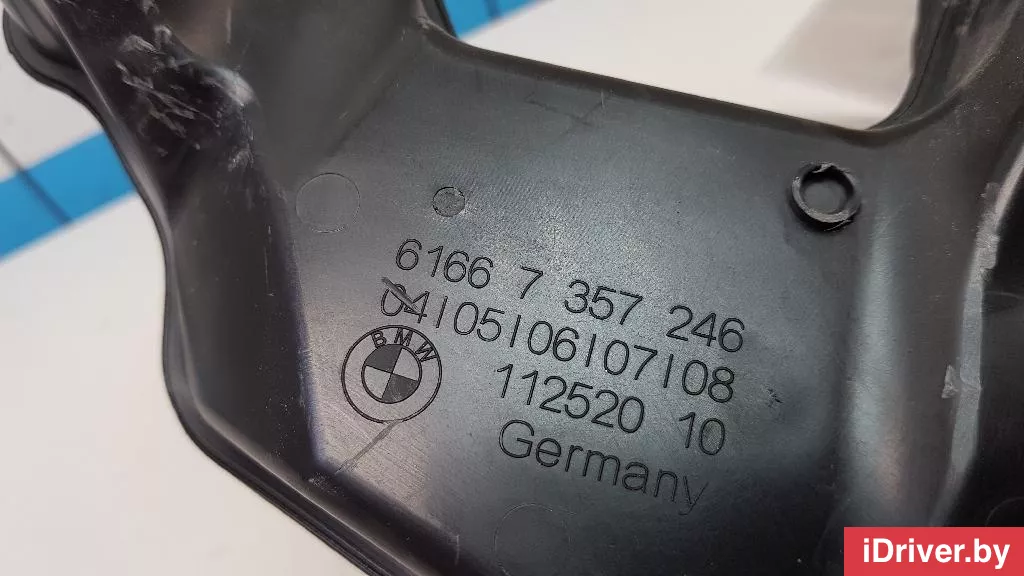 6166 7 357 246
04|05|06|07|08
BMW
112520 10
Germany
iDriver.by